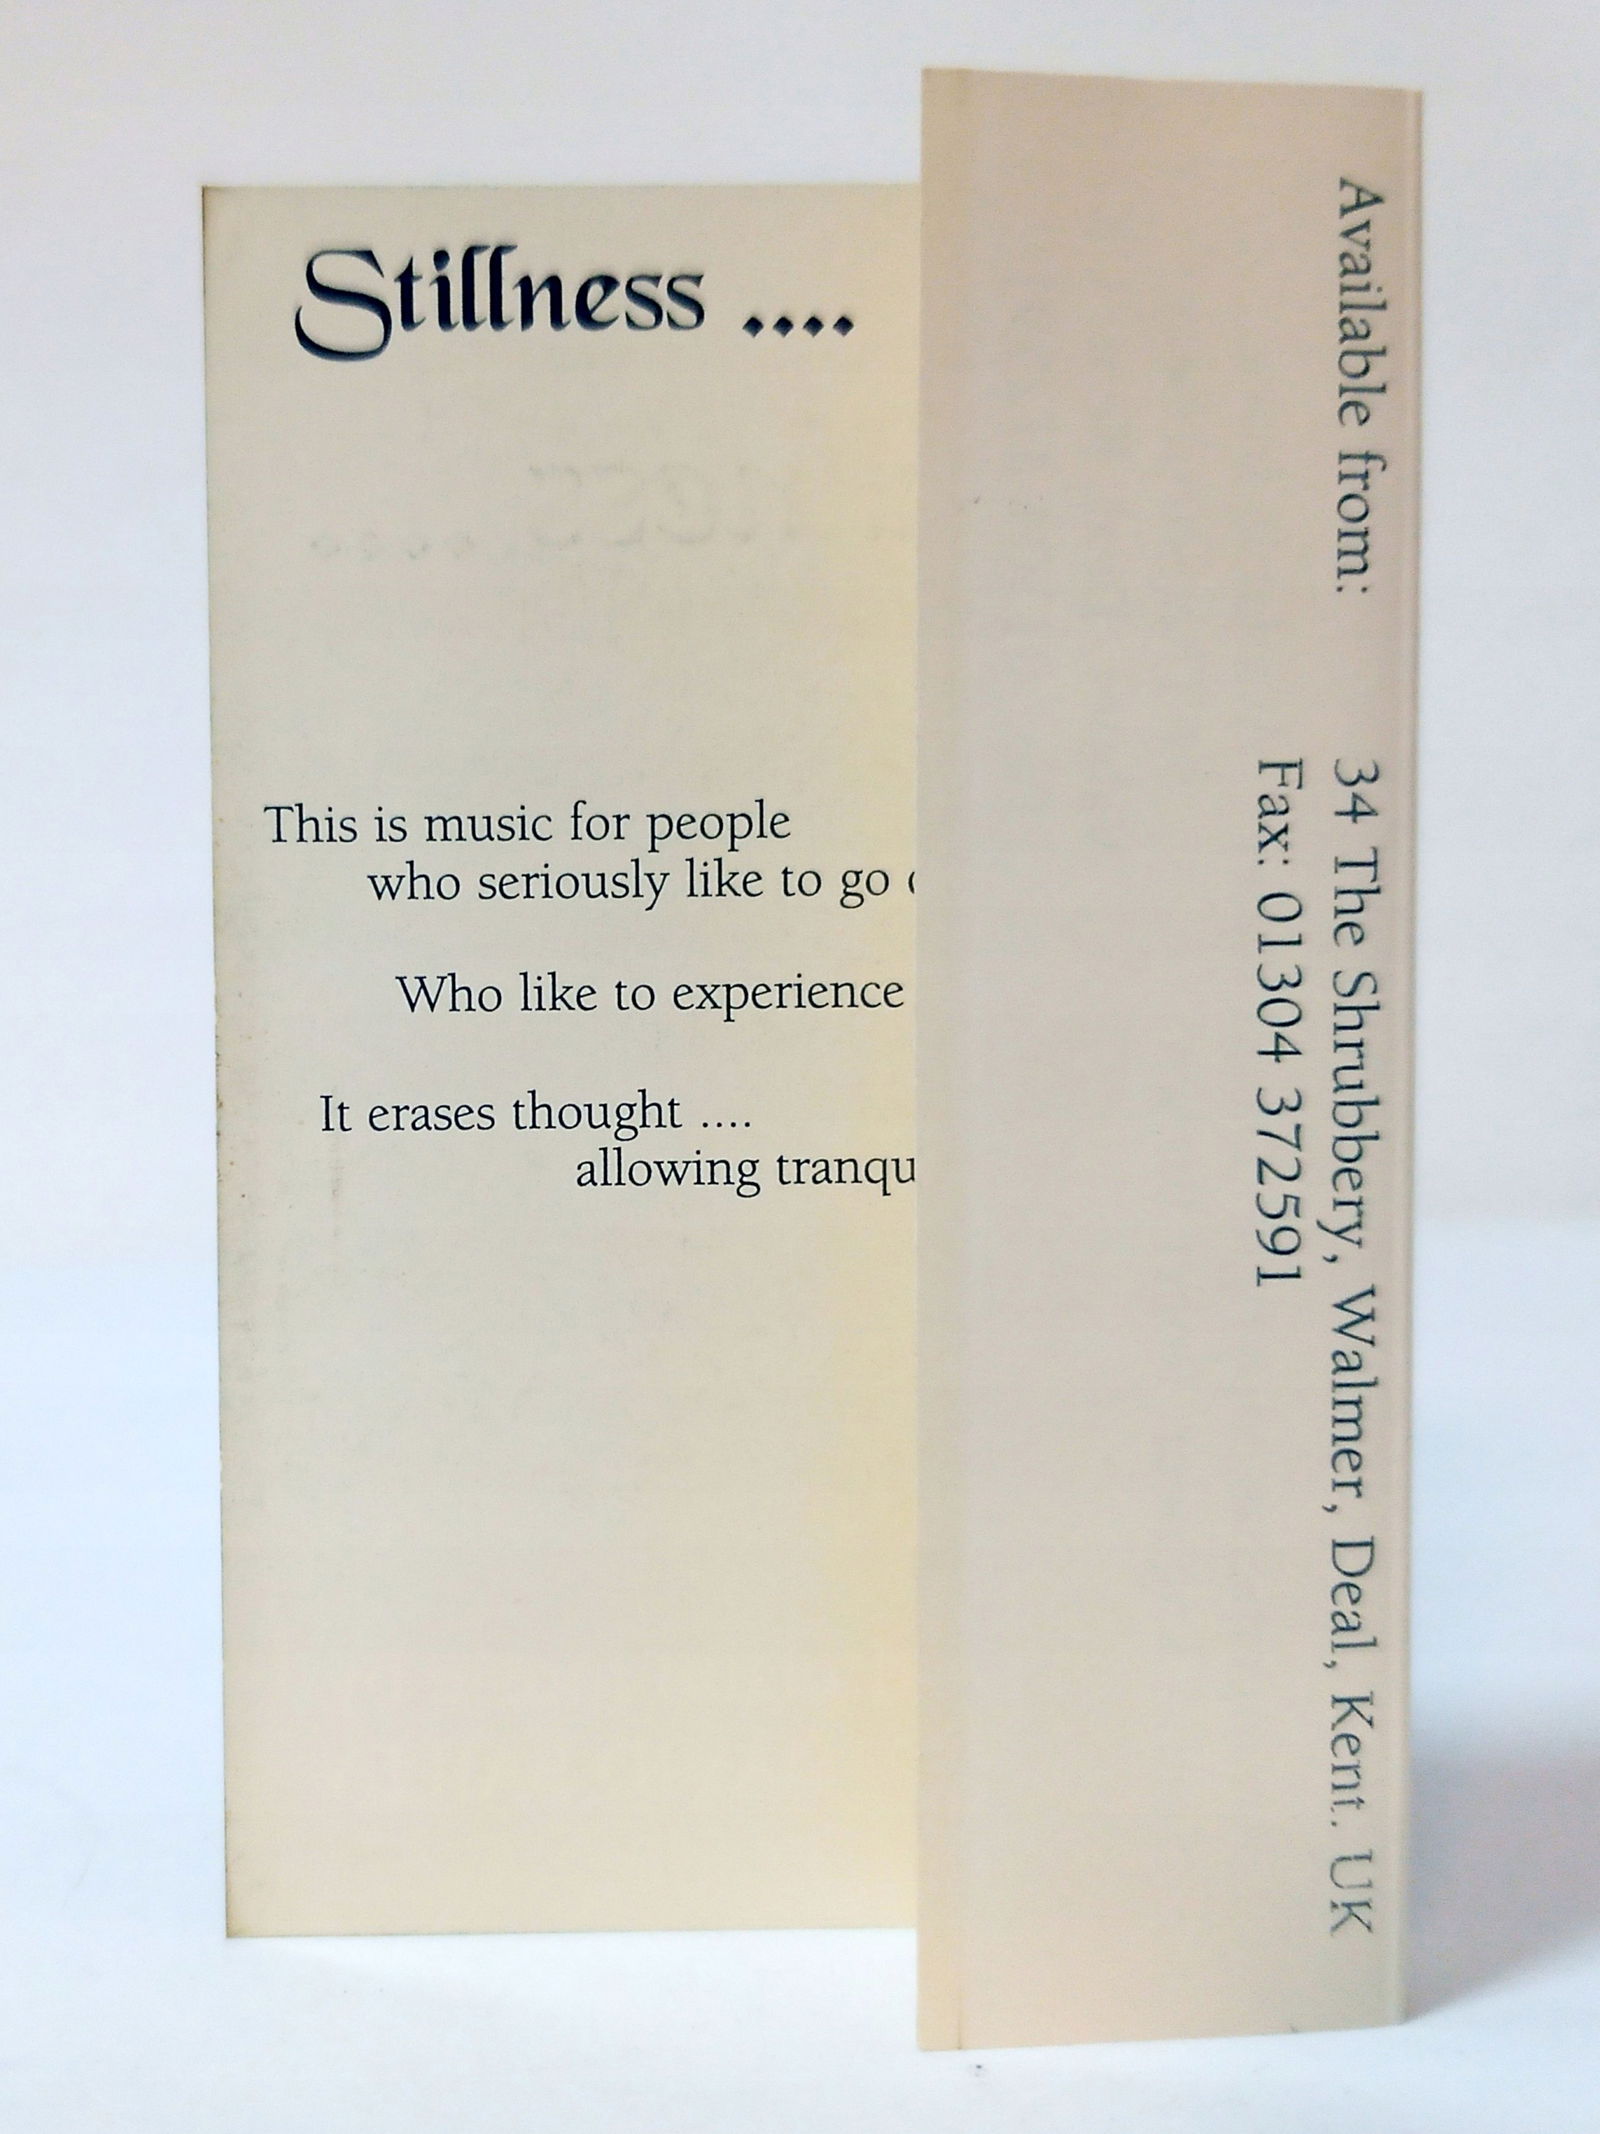 Stillness ....
This is music for people
who seriously like to go
Who like to experience
It erases thought ....
allowing
Available from: 34 The Shrubbery, Walmer, Deal, Kent. UK
Fax: 01304 372591